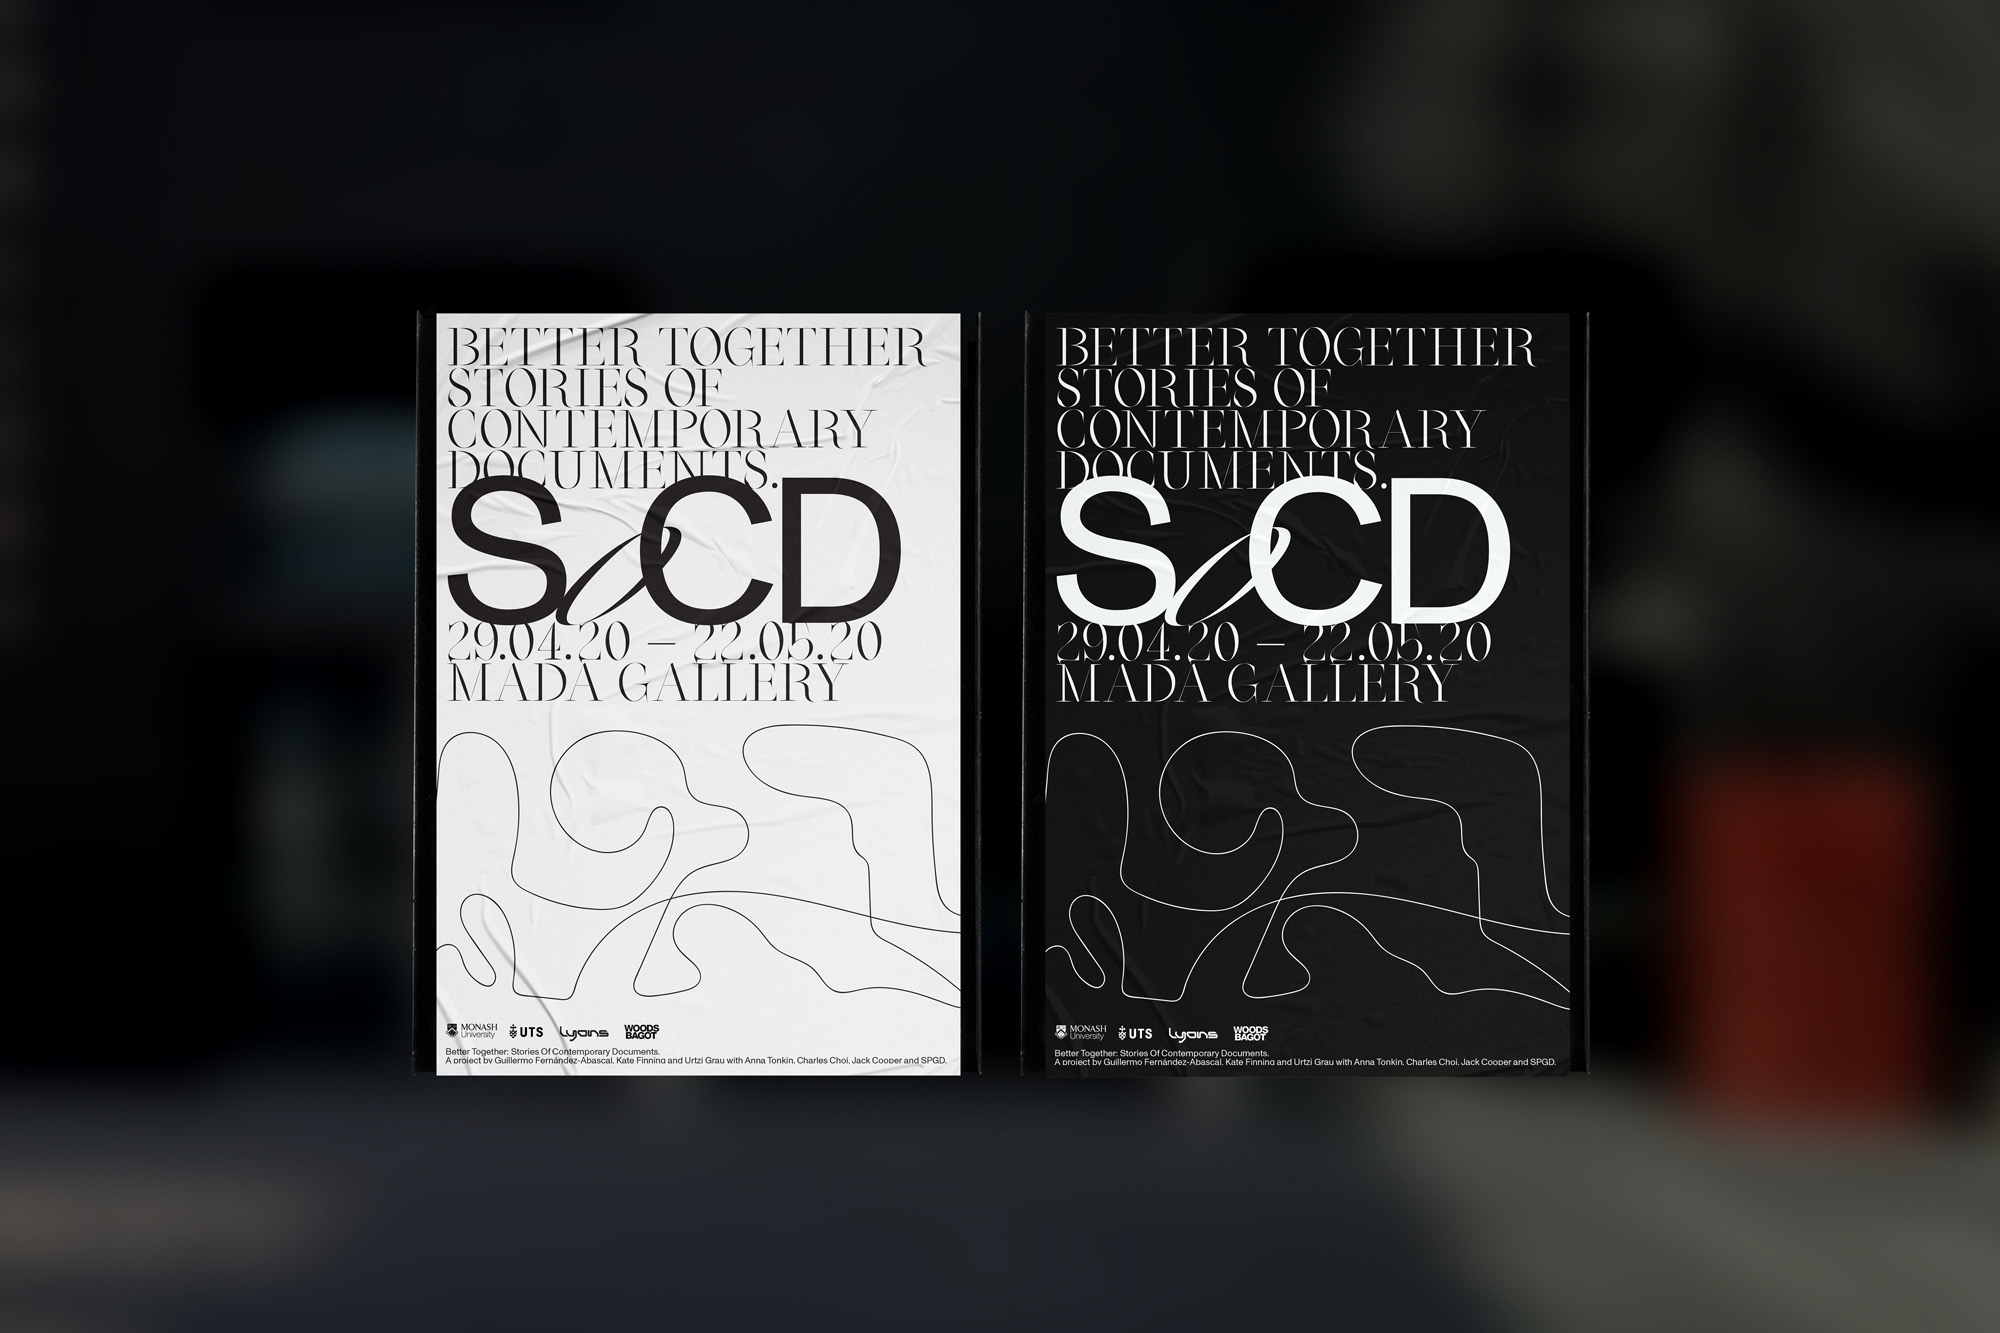 BETTER TOGETHER
STORIES OF
CONTEMPORARY
DOCUMENTS.
SoCD
29.04.20 – 22.05.20
MADA GALLERY
MONASH
University
UTS
Lyons
WOODS
BAGOT
Better Together: Stories Of Contemporary Documents.
A project by Guillermo Fernández-Abascal, Kate Finning and Urtzi Grau with Anna Tonkin, Charles Choi, Jack Cooper and SPGD.
BETTER TOGETHER
STORIES OF
CONTEMPORARY
DOCUMENTS.
SoCD
29.04.20 – 22.05.20
MADA GALLERY
MONASH
University
UTS
Lyons
WOODS
BAGOT
Better Together: Stories Of Contemporary Documents.
A project by Guillermo Fernández-Abascal, Kate Finning and Urtzi Grau with Anna Tonkin, Charles Choi, Jack Cooper and SPGD.